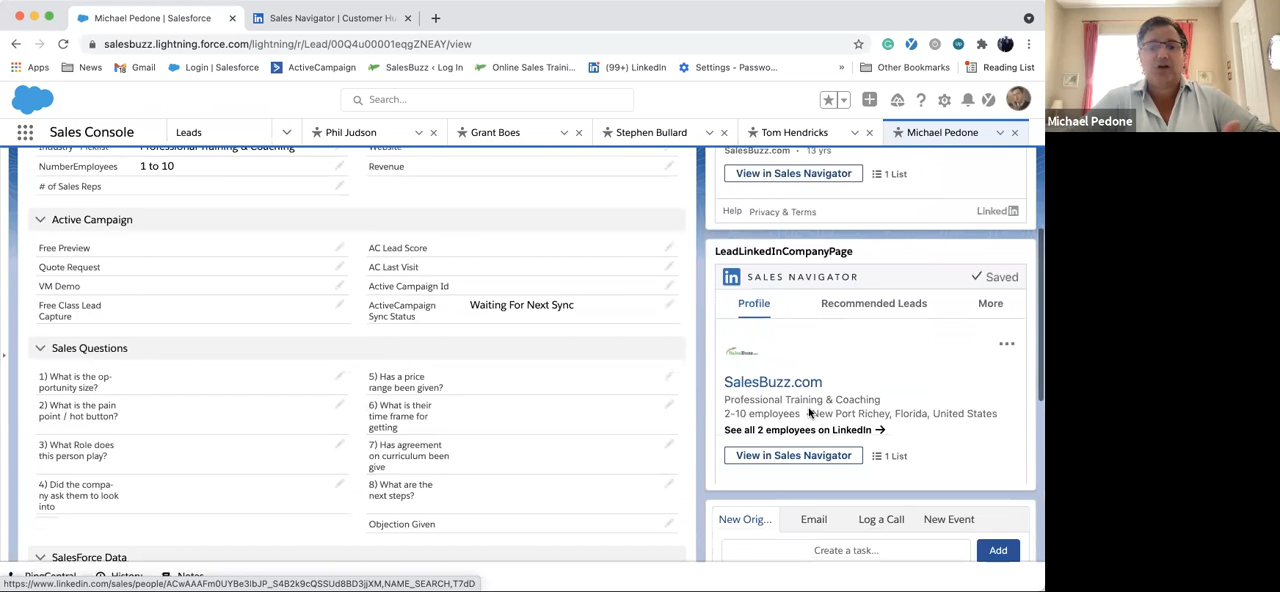 Michael Pedone | Salesforce
Sales Navigator | Customer Hu
salesbuzz.lightning.force.com/lightning/r/Lead/00Q4u00001eqgZNEAY/view
Apps News Gmail Login | Salesforce ActiveCampaign SalesBuzz ‹ Log I Online Sales Traini... (99+) LinkedIn Settings - Passwo... » Other Bookmarks Reading List
Search...
Sales Console Leads Phil Judson Grant Boes Stephen Bullard Tom Hendricks Michael Pedone
Industry - Picklist Professional Training & Coaching
Website
NumberEmployees 1 to 10
Revenue
# of Sales Reps
Active Campaign
Free Preview
AC Lead Score
Quote Request
AC Last Visit
VM Demo
Active Campaign Id
Free Class Lead
Capture
ActiveCampaign
Sync Status
Waiting For Next Sync
Sales Questions
1) What is the op-
portunity size?
5) Has a price
range been given?
2) What is the pain
point / hot button?
6) What is their
time frame for
getting
3) What Role does
this person play?
7) Has agreement
on curriculum been
give
4) Did the compa-
ny ask them to look
into
8) What are the
next steps?
Objection Given
SalesForce Data
RingCentral History Notes
https://www.linkedin.com/sales/people/
SalesBuzz.com · 13 yrs
View in Sales Navigator 1 List
Help Privacy & Terms Linked in
LeadLinkedInCompanyPage
in SALES NAVIGATOR Saved
Profile Recommended Leads More
SalesBuzz.com
Professional Training & Coaching
2-10 employees New Port Richey, Florida, United States
See all 2 employees on LinkedIn →
View in Sales Navigator 1 List
New Orig... Email Log a Call New Event
Create a task... Add
Michael Pedone